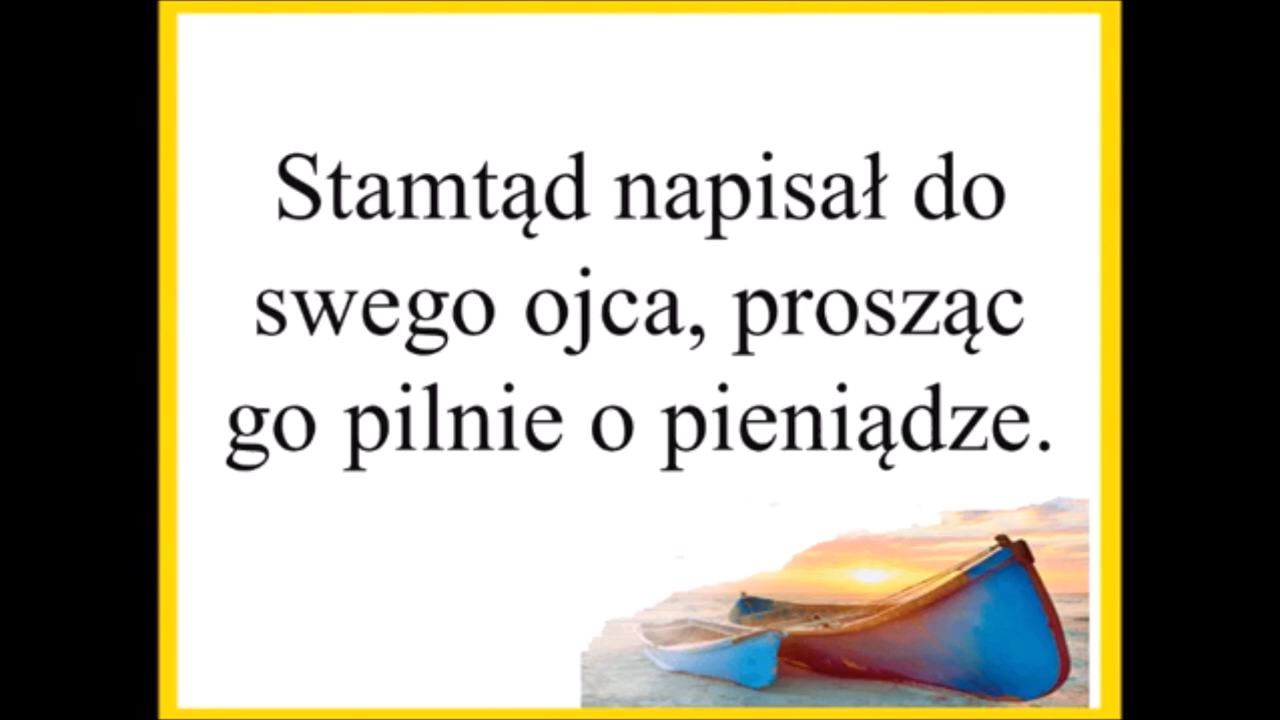 Stamtąd napisał do
swego ojca, prosząc
go pilnie o pieniądze.